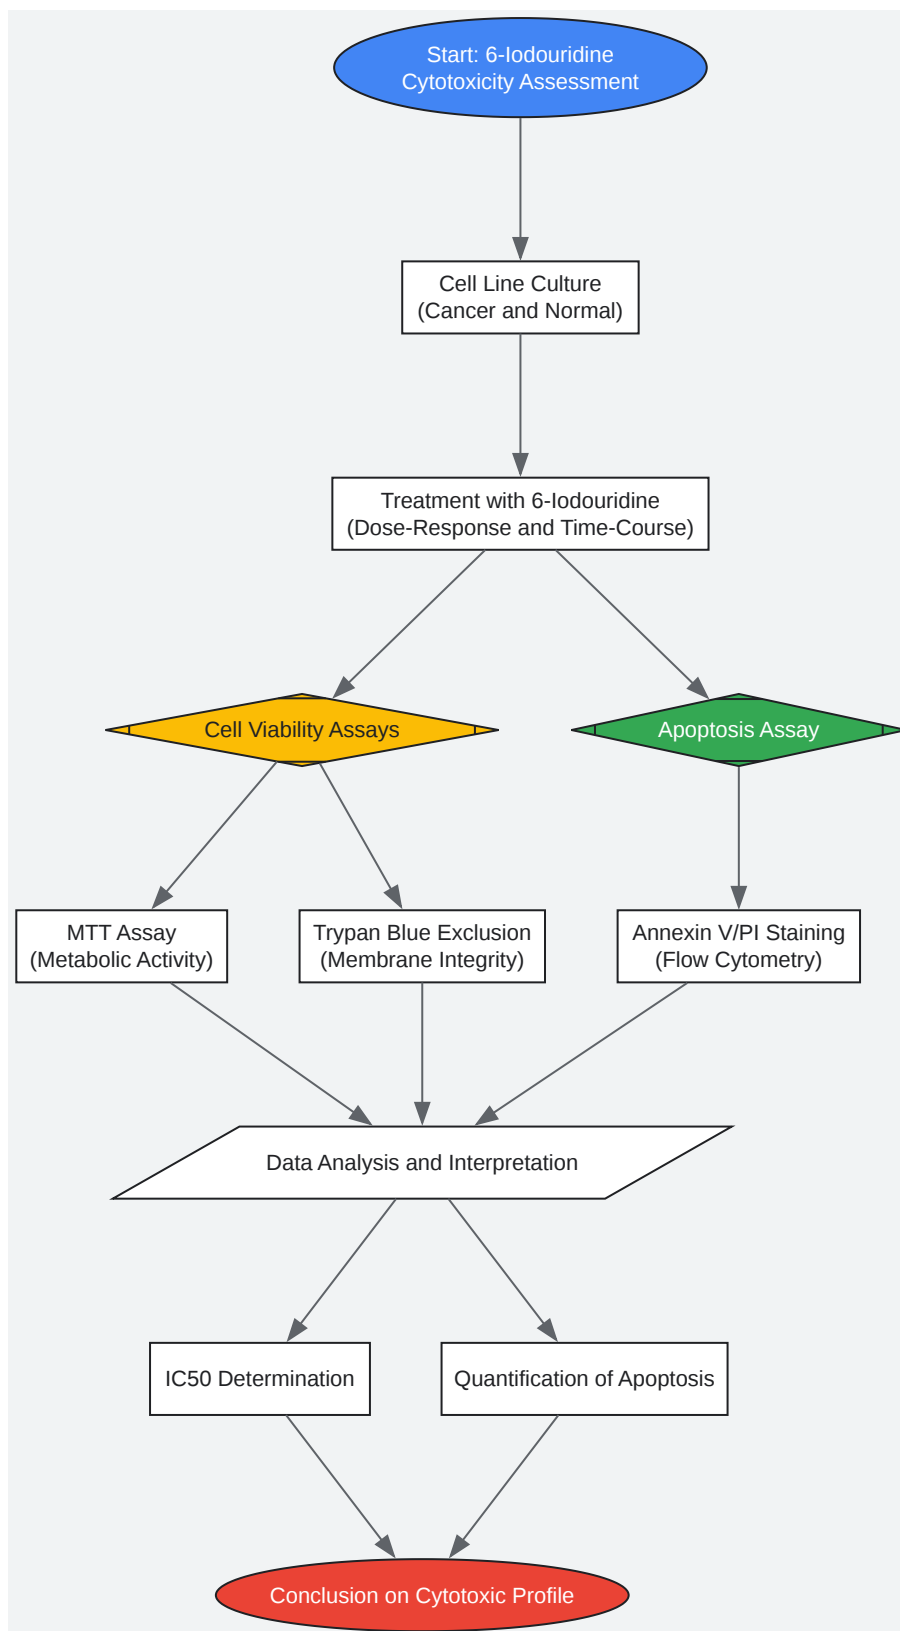 Start: 6-Iodouridine
Cytotoxicity Assessment
Cell Line Culture
(Cancer and Normal)
Treatment with 6-Iodouridine
(Dose-Response and Time-Course)
Cell Viability Assays
Apoptosis Assay
MTT Assay
(Metabolic Activity)
Trypan Blue Exclusion
(Membrane Integrity)
Annexin V/PI Staining
(Flow Cytometry)
Data Analysis and Interpretation
IC50 Determination
Quantification of Apoptosis
Conclusion on Cytotoxic Profile